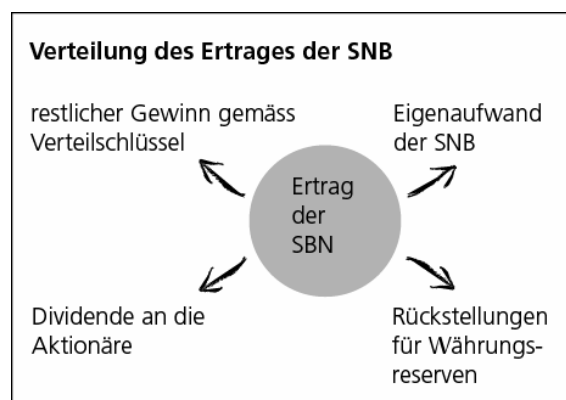 Verteilung des Ertrages der SNB
restlicher Gewinn gemäss
Verteilschlüssel
Eigenaufwand
der SNB
Ertrag
der
SBN
Dividende an die
Aktionäre
Rückstellungen
für Währungs-
reserven